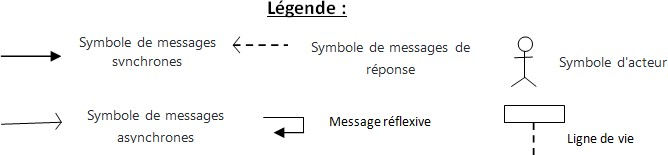 Légende :
Symbole de messages
synchrones
Symbole de messages de
réponse
Symbole d'acteur
Symbole de messages
asynchrones
Message réflexive
Ligne de vie